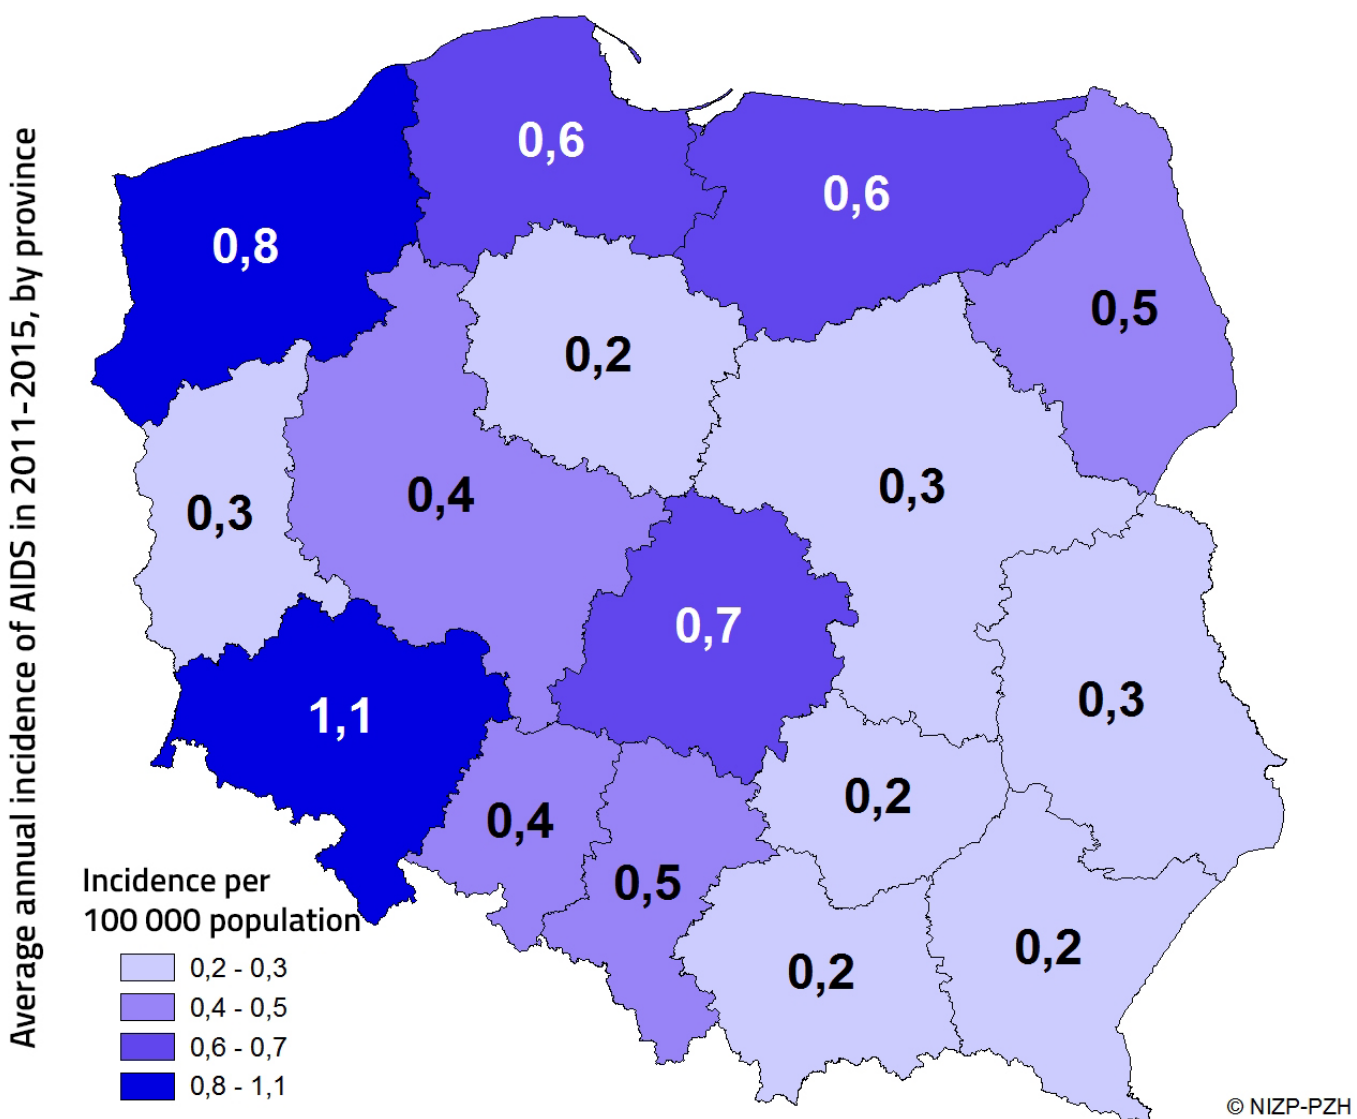 Average annual incidence of AIDS in 2011-2015, by province
0,6
0,6
0,8
0,5
0,2
0,4
0,3
0,3
0,7
0,3
1,1
0,2
0,4
0,5
0,2
0,2
Incidence per
100 000 population
0,2 - 0,3
0,4 - 0,5
0,6 - 0,7
0,8 - 1,1
© NIZP-PZH